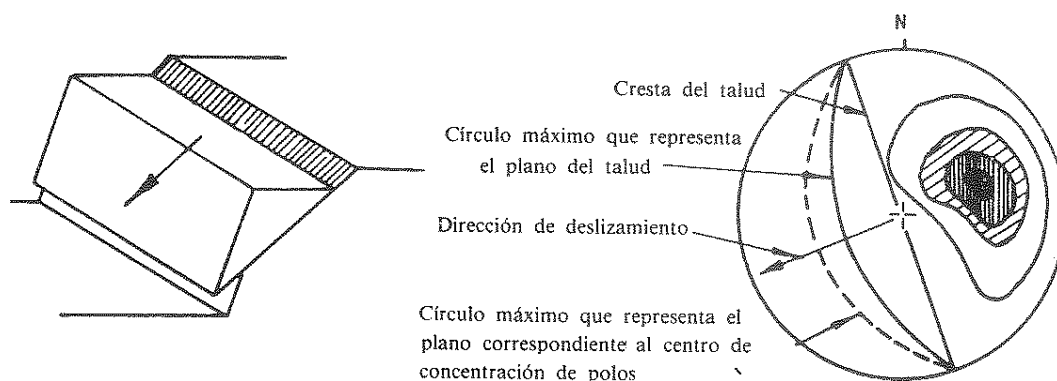 N
Cresta del talud
Círculo máximo que representa
el plano del talud
Dirección de deslizamiento
Círculo máximo que representa el
plano correspondiente al centro de
concentración de polos